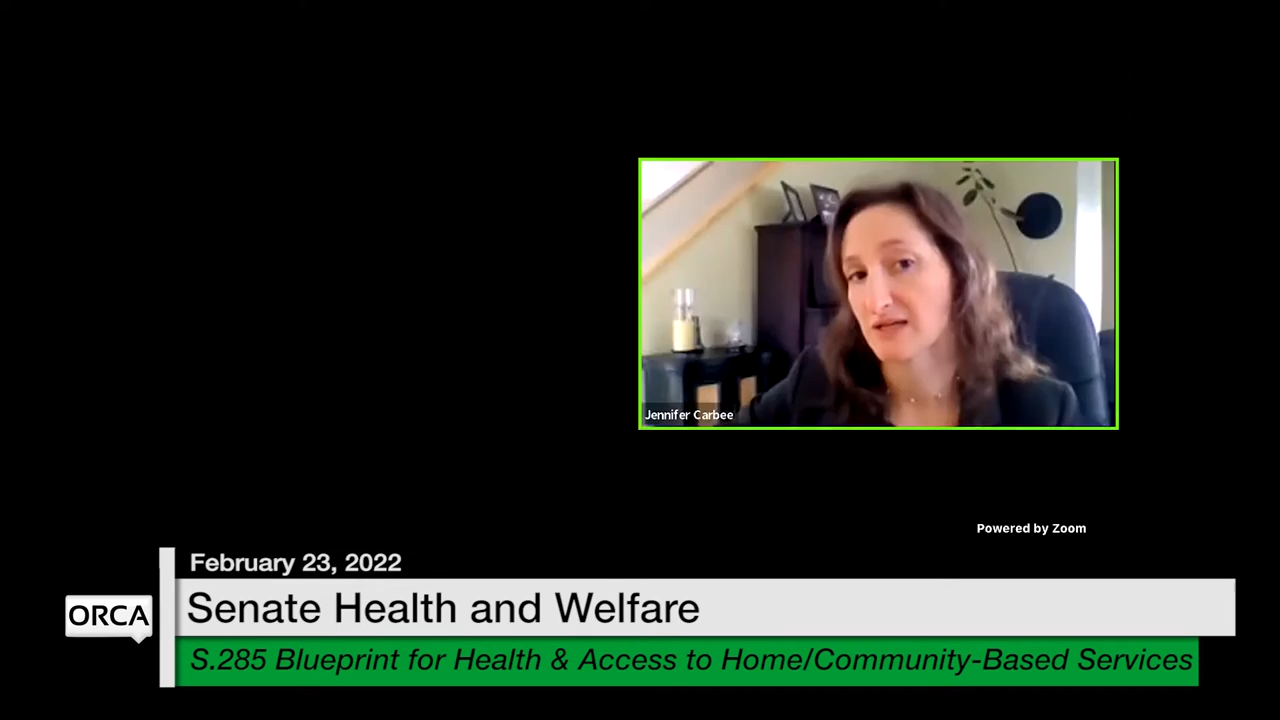 Jennifer Carbee
Powered by Zoom
February 23, 2022
ORCA
Senate Health and Welfare
S.285 Blueprint for Health & Access to Home/Community-Based Services